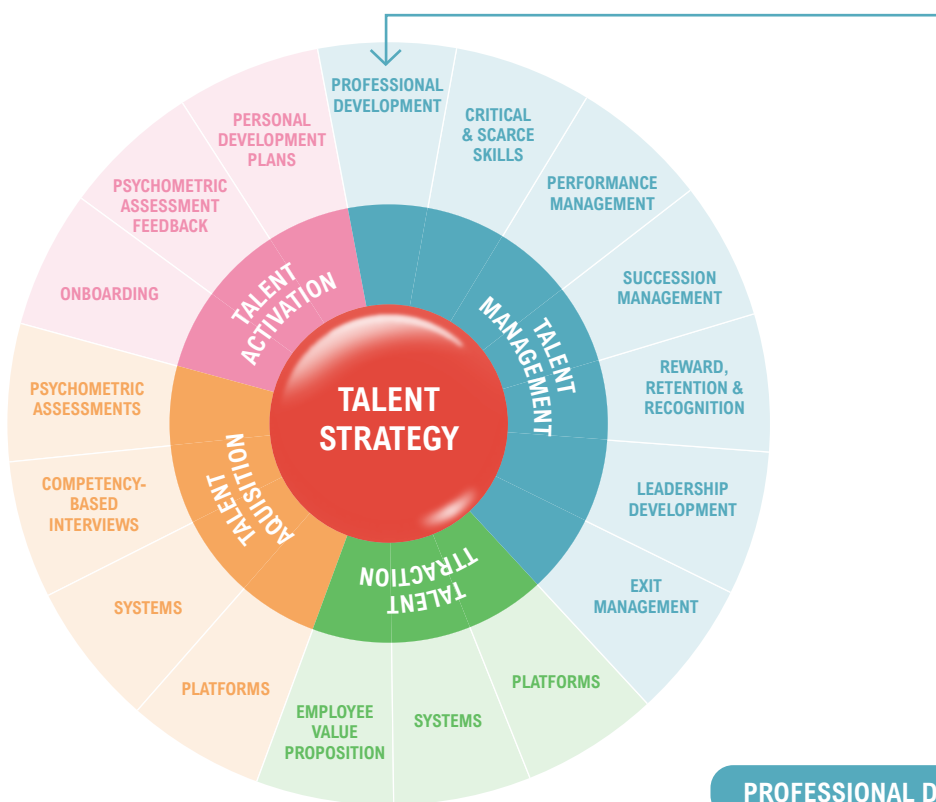 PROFESSIONAL
DEVELOPMENT
CRITICAL
& SCARCE
SKILLS
PERFORMANCE
MANAGEMENT
SUCCESSION
MANAGEMENT
REWARD,
RETENTION &
RECOGNITION
LEADERSHIP
DEVELOPMENT
EXIT
MANAGEMENT
PLATFORMS
SYSTEMS
EMPLOYEE
VALUE
PROPOSITION
PLATFORMS
SYSTEMS
COMPETENCY-
BASED
INTERVIEWS
PSYCHOMETRIC
ASSESSMENTS
ONBOARDING
PSYCHOMETRIC
ASSESSMENT
FEEDBACK
PERSONAL
DEVELOPMENT
PLANS
TALENT
ACTIVATION
TALENT
MANAGEMENT
TALENT
TTRACTION
TALENT
AQUISITION
TALENT
STRATEGY
PROFESSIONAL D